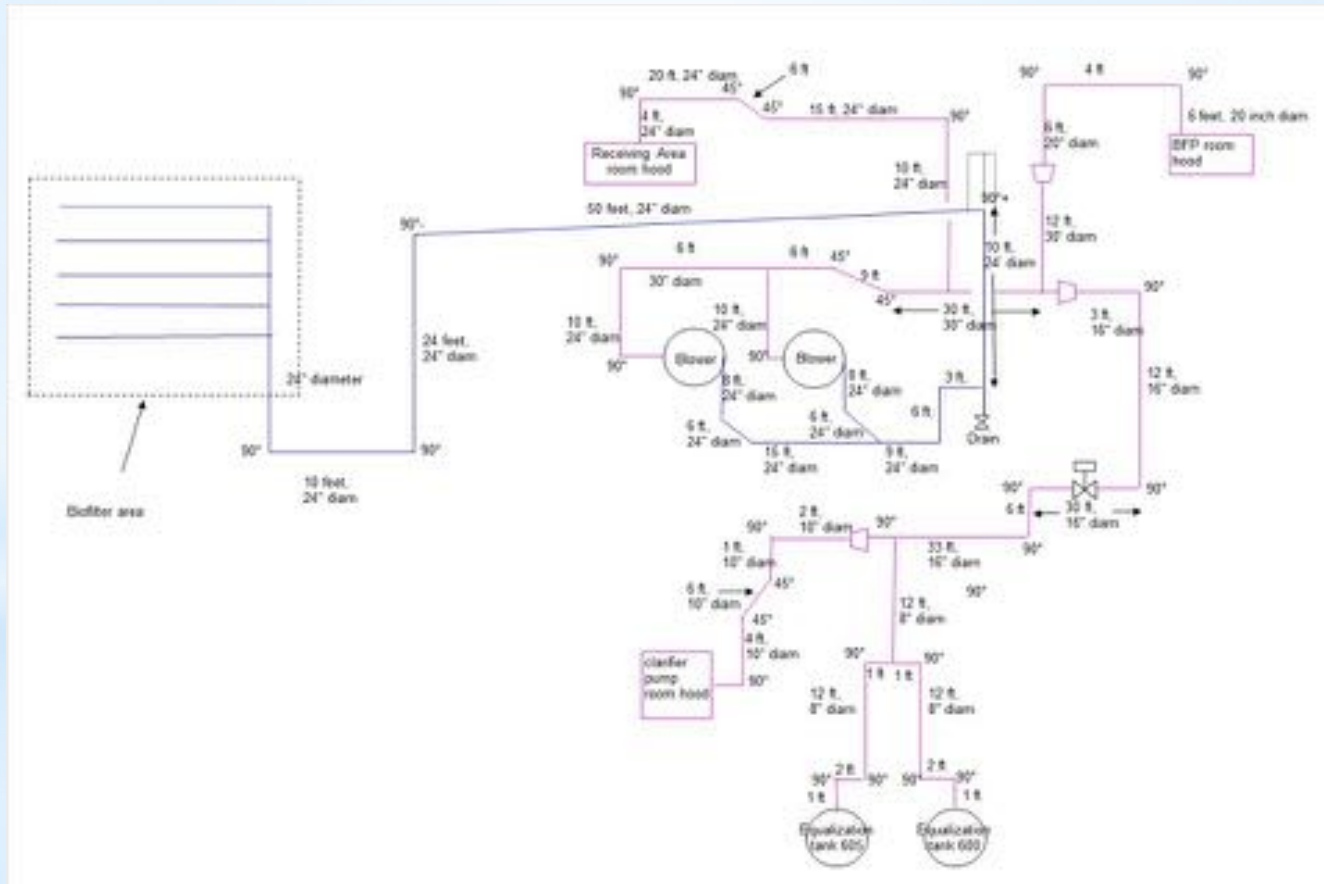 20 ft, 24" diam
6 ft
90°
45°
45°
15 ft, 24" diam
90°
4 ft,
24" diam
Receiving Area
room hood
10 ft,
24" diam
90°
4 ft
90°
6 feet, 20 inch diam
6 ft,
20" diam
BFP room
hood
12 ft,
30'
50 feet, 24" diam
90°-
90°+
10 ft,
24'
6 ft
6 ft
45°
90°
30" diam
9 ft
45°
30 ft,
30" diam
10 ft,
24" diam
10 ft,
24" diam
90°
Blower
90°
Blower
8 ft,
24" diam
8 ft,
24" diam
3 ft,
6 ft,
6 ft,
24" diam
6 ft,
24" diam
15 ft,
24" diam
9 ft,
24" diam
Drain
90°
3 ft,
16" diam
12 ft,
16" diam
24 feet,
24" diam
24" diameter
90°
90°
10 feet,
24" diam
Biofilter area
90°
90°
6 ft
30 ft,
16" diam
90°
2 ft,
10" diam
90°
90°
33 ft,
16" diam
1 ft,
10" diam
6 ft,
10" diam
45°
45°
4 ft,
10" diam
90°
clarifier
pump
room hood
12 ft,
8" diam
90°
90°
90°
1 ft
1 ft
12 ft,
8" diam
12 ft,
8" diam
2 ft
90°
90°
1 ft
2 ft
90°
90°
1 ft
Equalization
tank 605
Equalization
tank 600